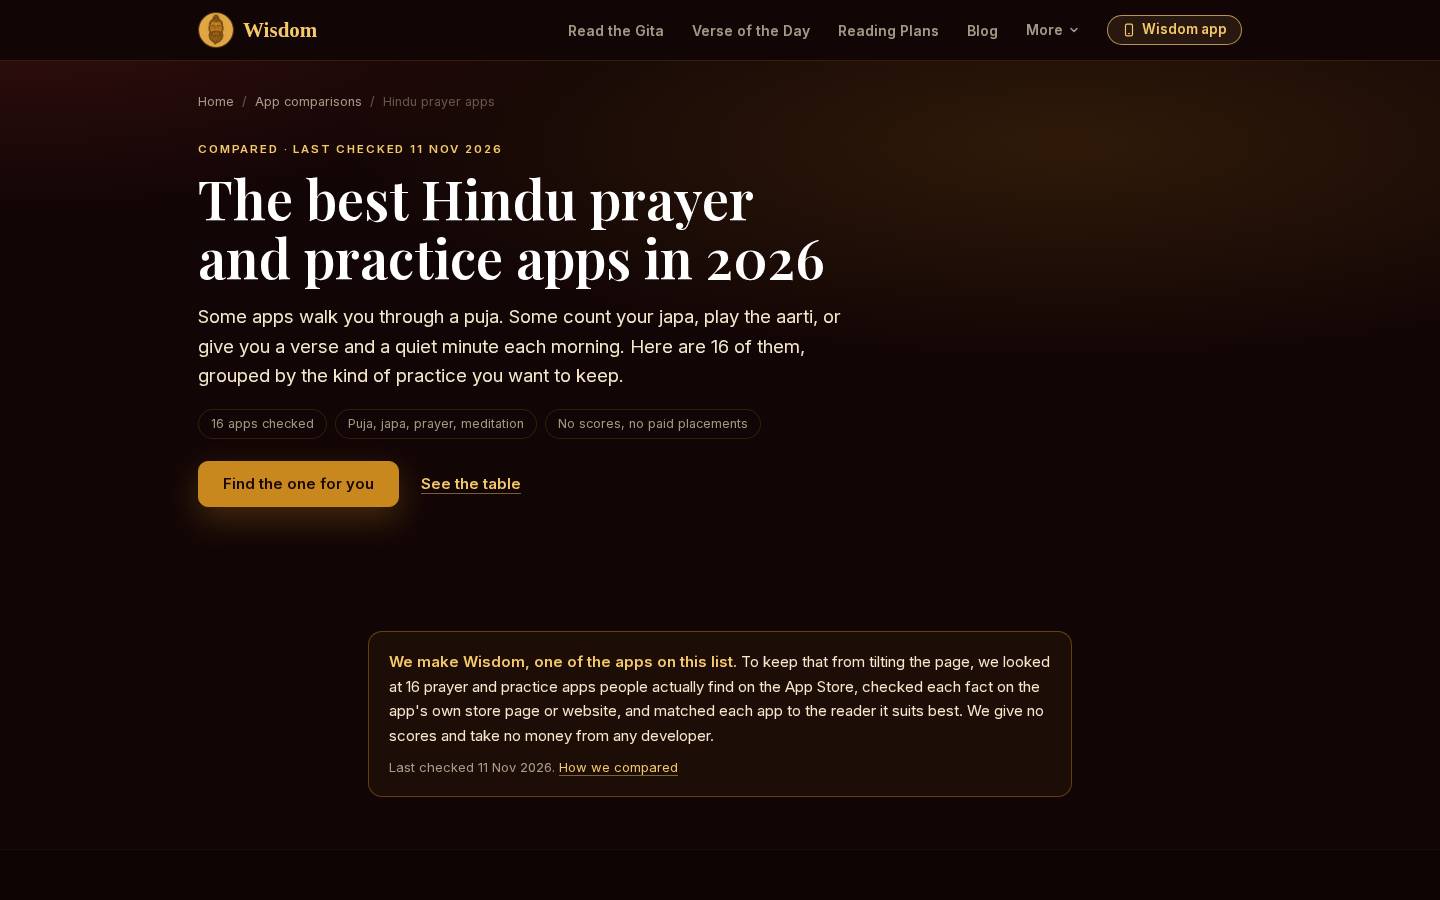 Wisdom
Read the Gita
Verse of the Day
Reading Plans
Blog
More
Wisdom app
Home / App comparisons / Hindu prayer apps
COMPARED · LAST CHECKED 11 NOV 2026
The best Hindu prayer
and practice apps in 2026
Some apps walk you through a puja. Some count your japa, play the aarti, or
give you a verse and a quiet minute each morning. Here are 16 of them,
grouped by the kind of practice you want to keep.
16 apps checked
Puja, japa, prayer, meditation
No scores, no paid placements
Find the one for you
See the table
We make Wisdom, one of the apps on this list. To keep that from tilting the page, we looked
at 16 prayer and practice apps people actually find on the App Store, checked each fact on the
app's own store page or website, and matched each app to the reader it suits best. We give no
scores and take no money from any developer.
Last checked 11 Nov 2026. How we compared